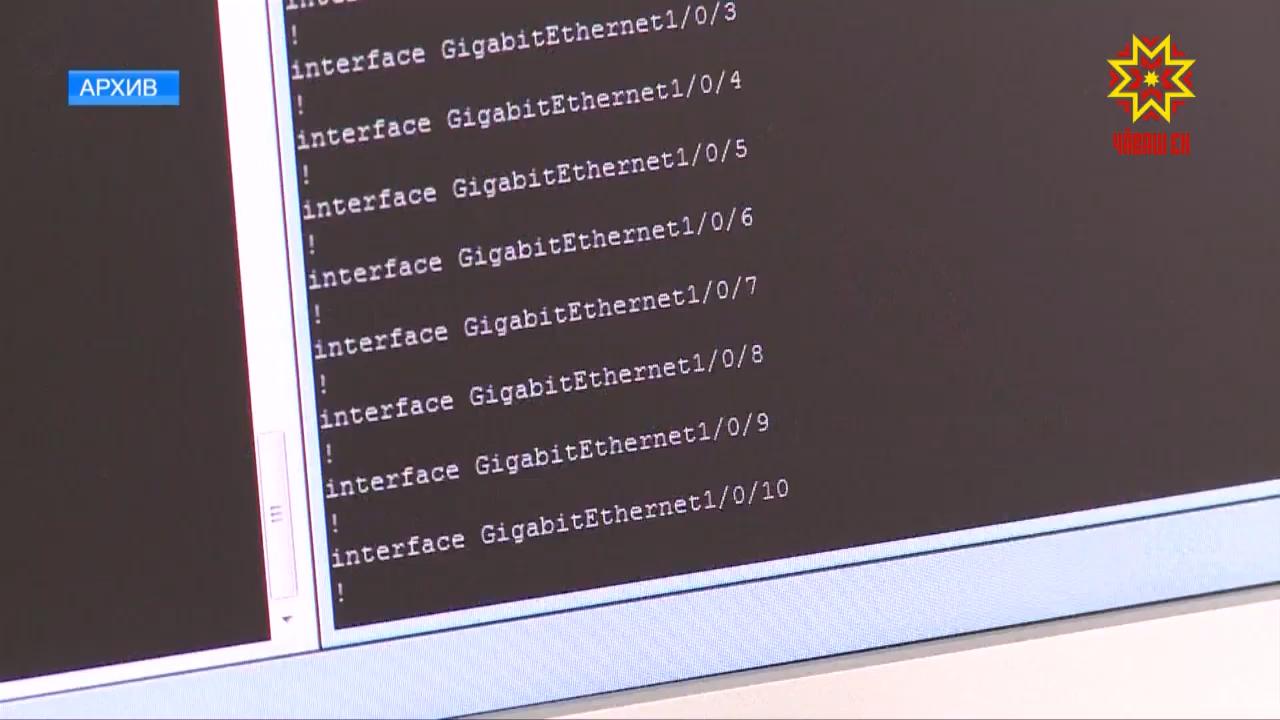 interface GigabitEthernet1/0/3
!
interface GigabitEthernet1/0/4
!
interface GigabitEthernet1/0/5
!
interface GigabitEthernet1/0/6
!
interface GigabitEthernet1/0/7
!
interface GigabitEthernet1/0/8
!
interface GigabitEthernet1/0/9
!
interface GigabitEthernet1/0/10
!
АРХИВ
ЧӐВАШ ЕН